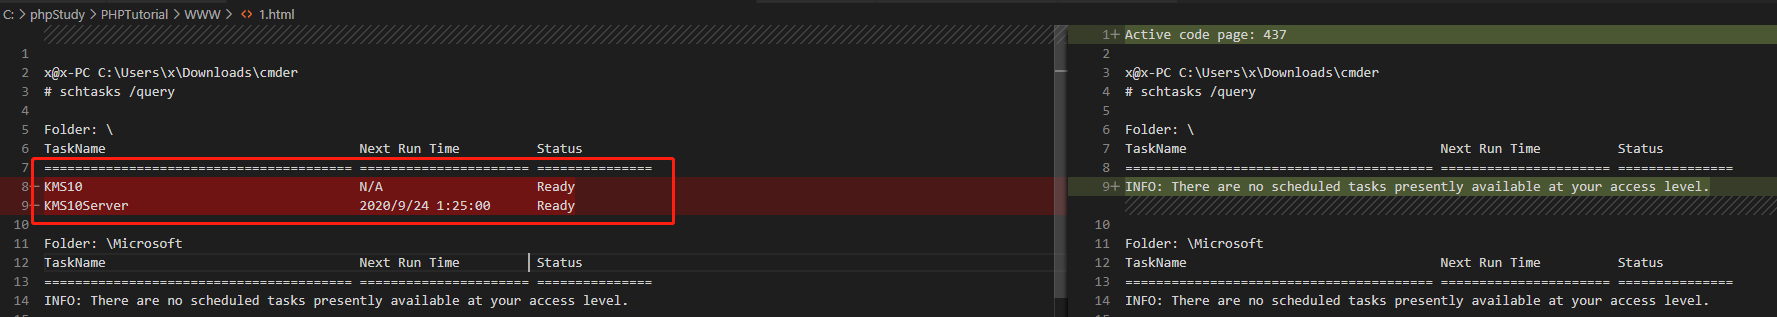 C: > phpStudy > PHPTutorial > WWW > <> 1.html
1
2 x@x-PC C:\Users\x\Downloads\cmder
3 # schtasks /query
4
5 Folder: \
6 TaskName Next Run Time Status
7 ======================================== ====================== ===============
8 — KMS10 N/A Ready
9 — KMS10Server 2020/9/24 1:25:00 Ready
10
11 Folder: \Microsoft
12 TaskName Next Run Time Status
13 ======================================== ====================== ===============
14 INFO: There are no scheduled tasks presently available at your access level.
1+ Active code page: 437
2
3 x@x-PC C:\Users\x\Downloads\cmder
4 # schtasks /query
5
6 Folder: \
7 TaskName Next Run Time Status
8 ======================================== ====================== ===============
9+ INFO: There are no scheduled tasks presently available at your access level.
10
11 Folder: \Microsoft
12 TaskName Next Run Time Status
13 ======================================== ====================== ===============
14 INFO: There are no scheduled tasks presently available at your access level.